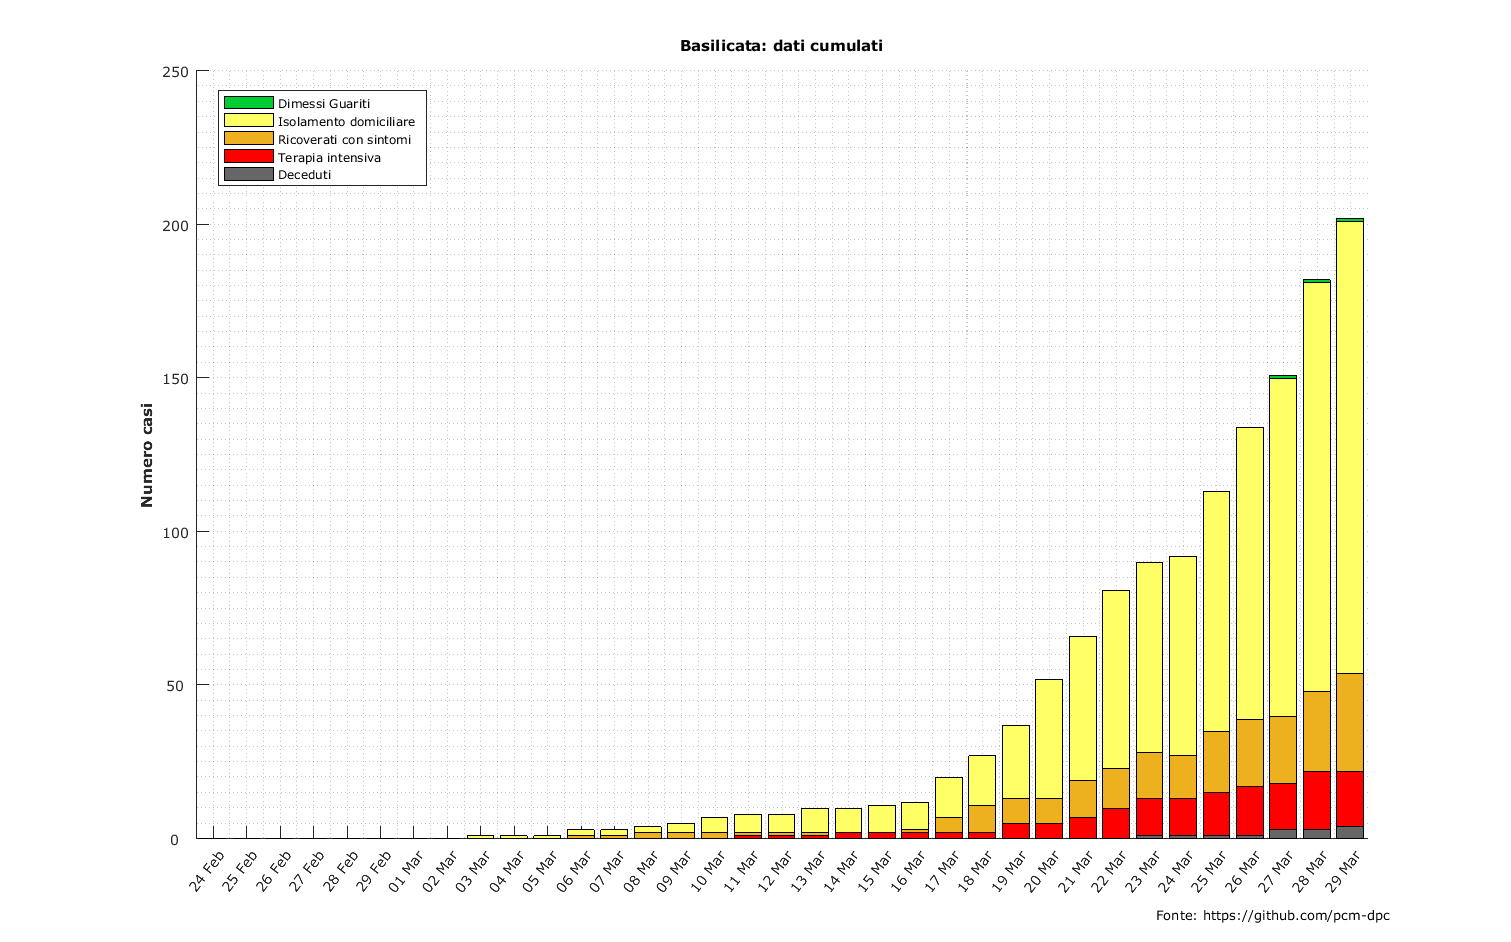 Basilicata: dati cumulati
250
200
150
100
50
0
Numero casi
Dimessi Guariti
Isolamento domiciliare
Ricoverati con sintomi
Terapia intensiva
Deceduti
24 Feb
25 Feb
26 Feb
27 Feb
28 Feb
29 Feb
01 Mar
02 Mar
03 Mar
04 Mar
05 Mar
06 Mar
07 Mar
08 Mar
09 Mar
10 Mar
11 Mar
12 Mar
13 Mar
14 Mar
15 Mar
16 Mar
17 Mar
18 Mar
19 Mar
20 Mar
21 Mar
22 Mar
23 Mar
24 Mar
25 Mar
26 Mar
27 Mar
28 Mar
29 Mar
Fonte: https://github.com/pcm-dpc